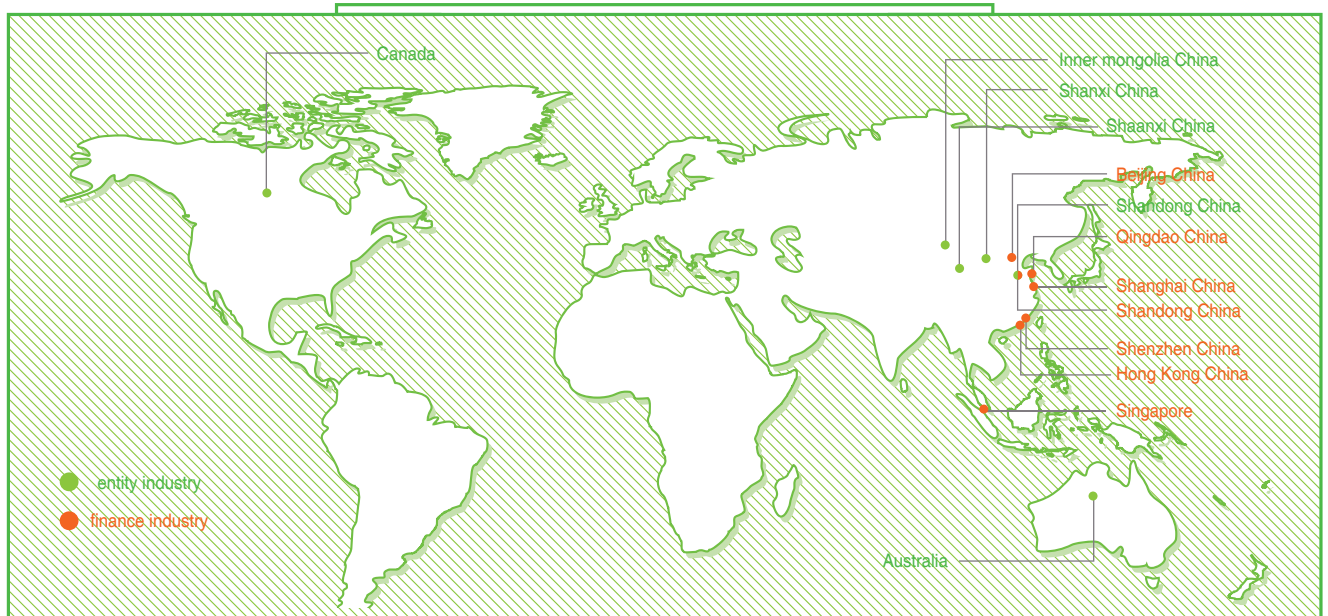 Canada
Inner mongolia China
Shanxi China
Shaanxi China
Beijing China
Shandong China
Qingdao China
Shanghai China
Shandong China
Shenzhen China
Hong Kong China
Singapore
entity industry
finance industry
Australia